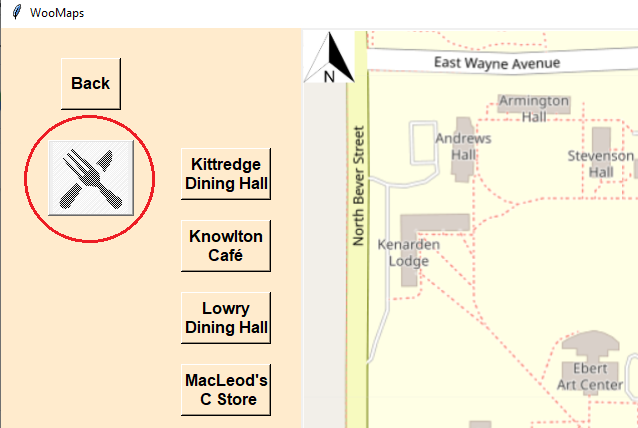 WooMaps
Back
Kittredge
Dining Hall
Knowlton
Café
Lowry
Dining Hall
MacLeod's
C Store
N
East Wayne Avenue
North Bever Street
Armington
Hall
Andrews
Hall
Stevenson
Hall
Kenarden
Lodge
Ebert
Art Center